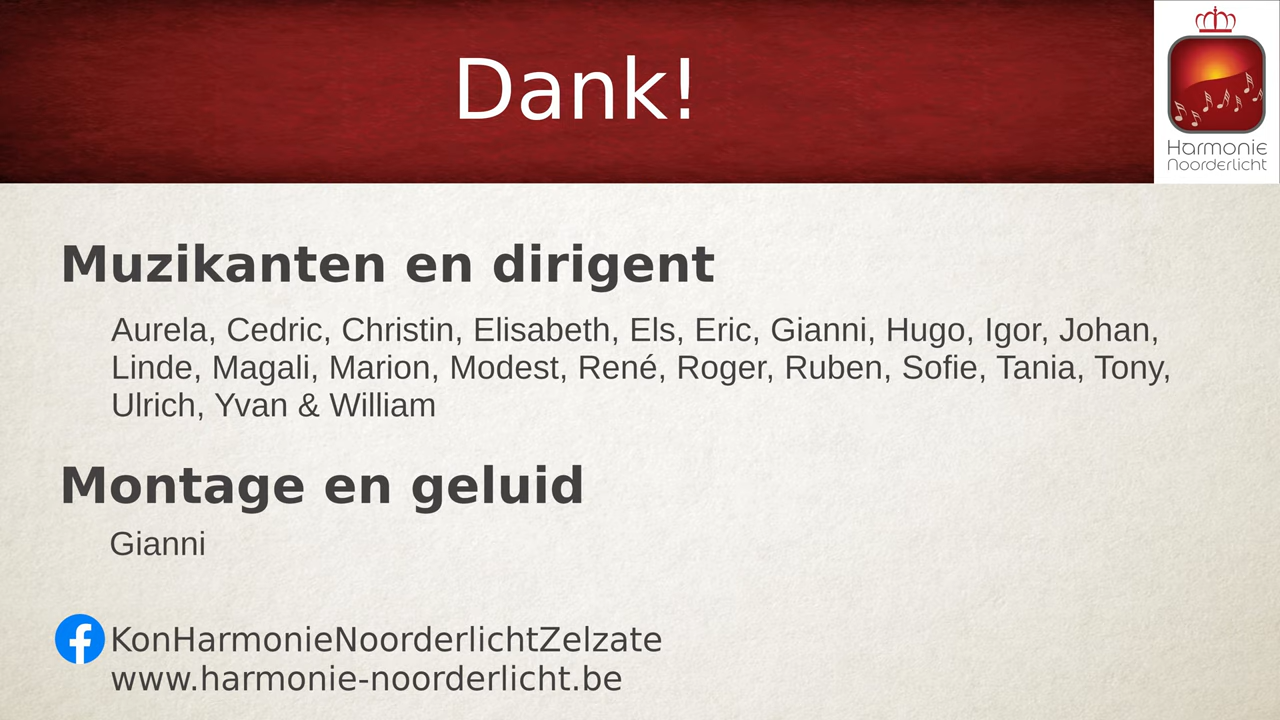 Dank!
Harmonie
Noorderlicht
Muzikanten en dirigent
Aurela, Cedric, Christin, Elisabeth, Els, Eric, Gianni, Hugo, Igor, Johan,
Linde, Magali, Marion, Modest, René, Roger, Ruben, Sofie, Tania, Tony,
Ulrich, Yvan & William
Montage en geluid
Gianni
KonHarmonieNoorderlichtZelzate
www.harmonie-noorderlicht.be